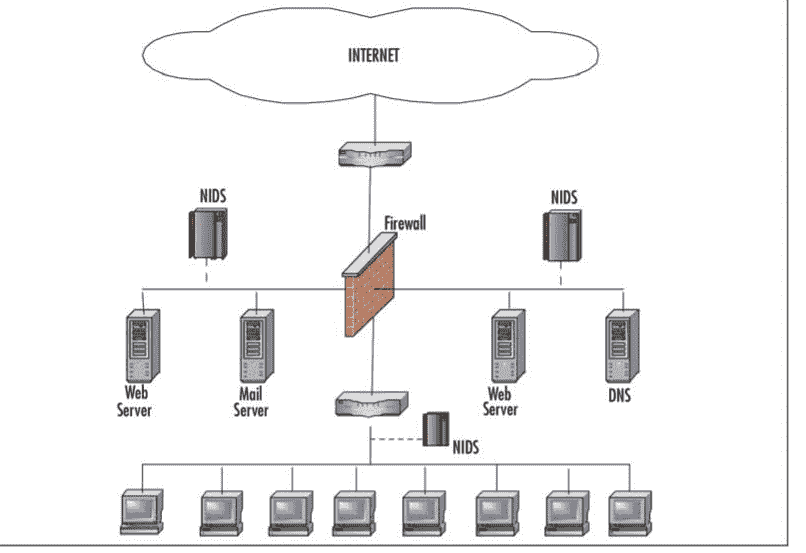 INTERNET
NIDS
NIDS
Firewall
Web
Server
Mail
Server
Web
Server
DNS
NIDS